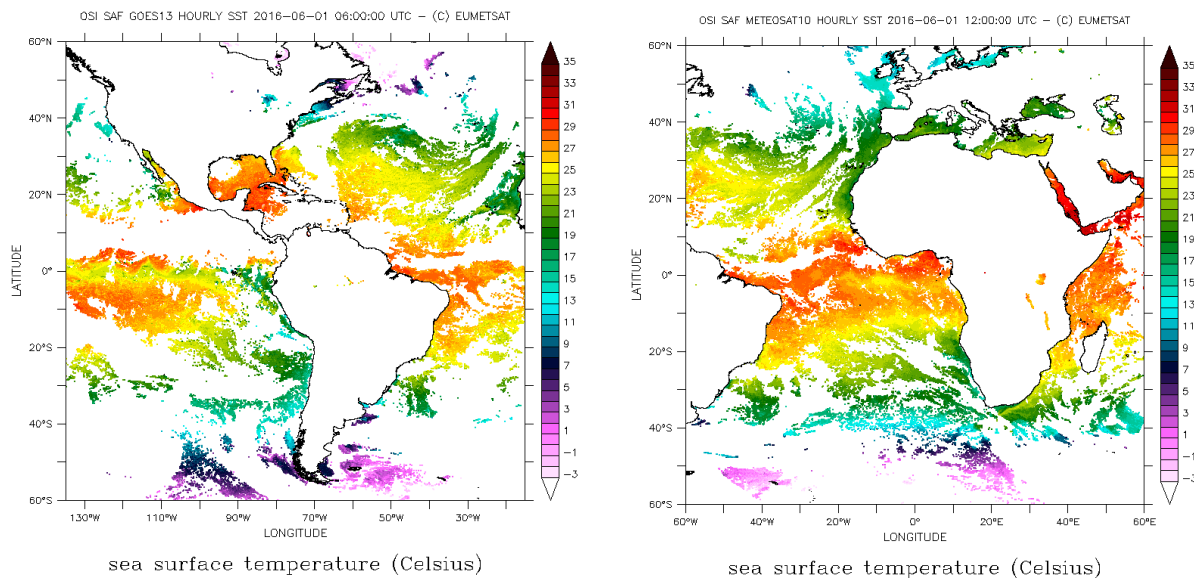 OSI SAF GOES13 HOURLY SST 2016-06-01 06:00:00 UTC - (C) EUMETSAT
60°N
40°N
20°N
0°
20°S
40°S
60°S
LATITUDE
130°W 110°W 90°W 70°W 50°W 30°W
LONGITUDE
35
33
31
29
27
25
23
21
19
17
15
13
11
9
7
5
3
1
-1
-3
sea surface temperature (Celsius)
OSI SAF METEOSAT10 HOURLY SST 2016-06-01 12:00:00 UTC - (C) EUMETSAT
60°N
40°N
20°N
0°
20°S
40°S
60°S
LATITUDE
60°W 40°W 20°W 0° 20°E 40°E 60°E
LONGITUDE
35
33
31
29
27
25
23
21
19
17
15
13
11
9
7
5
3
1
-1
-3
sea surface temperature (Celsius)